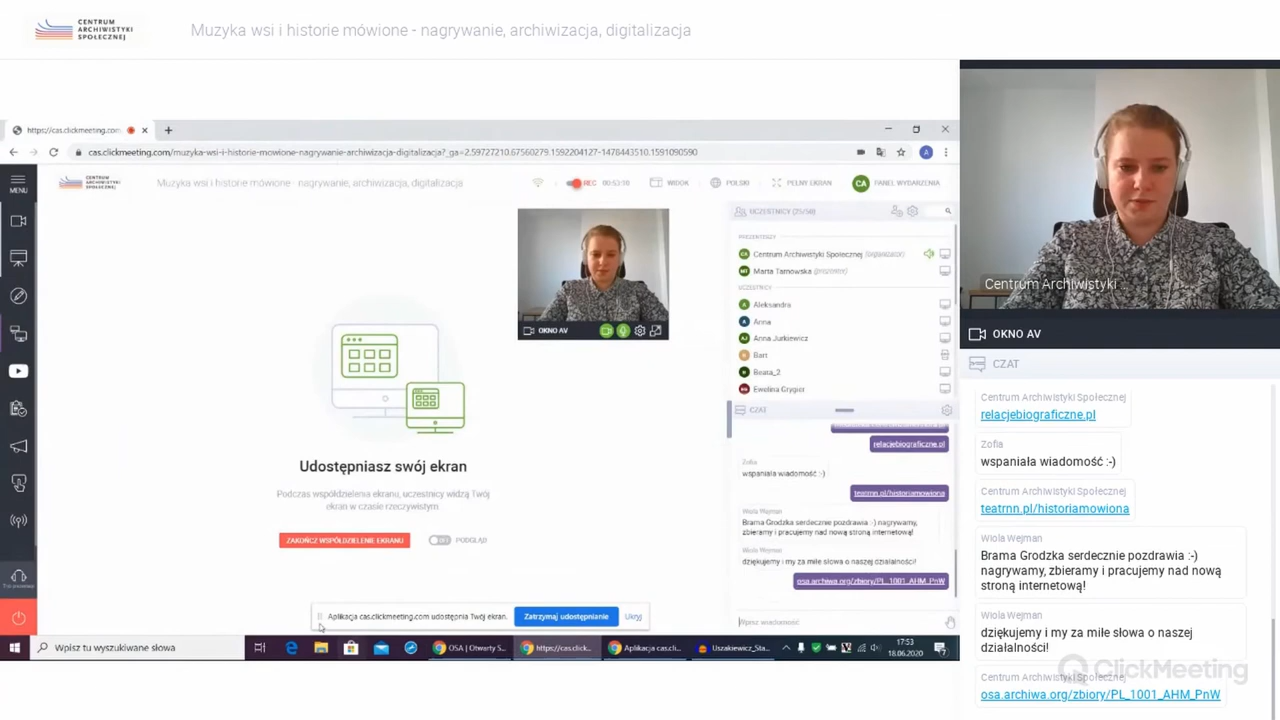 CENTRUM
ARCHIWISTYKI
SPOŁECZNEJ
Muzyka wsi i historie mówione - nagrywanie, archiwizacja, digitalizacja
https://cas.clickmeeting.com
cas.clickmeeting.com/muzyka-wsi-i-historie-mowione-nagrywanie-archiwizacja-digitalizacja?_ga=2.59727210.67560279.1592204127-1478443510.1591090590
MENU
CENTRUM
ARCHIWISTYKI
SPOŁECZNEJ
Muzyka wsi i historie mówione - nagrywanie, archiwizacja, digitalizacja
REC
WIDOK
POLSKI
PEŁNY EKRAN
CA
PANEL WYDARZENIA
UCZESTNICY (25/50)
PREZENTERZY
Centrum Archiwistyki Społecznej (organizator)
Marta Tarnowska
UCZESTNICY
Aleksandra
Anna
Anna Jurkiewicz
Bart
Beata_2
Ewelina Grygier
OKNO AV
CZAT
relacjebiograficzne.pl
Zofia
wspaniała wiadomość :-)
teatrnn.pl/historiamowiona
Wiola Wejman
Brama Grodzka serdecznie pozdrawia :-) nagrywamy,
zbieramy i pracujemy nad nową stroną internetową!
Wiola Wejman
dziękujemy i my za miłe słowa o naszej działalności!
osa.archiwa.org/zbiory/PL_1001_AHM_PnW
Wpisz wiadomość
Udostępniasz swój ekran
Podczas współdzielenia ekranu, uczestnicy widzą Twój
ekran w czasie rzeczywistym.
ZAKOŃCZ WSPÓŁDZIELENIE EKRANU
OFF
PODGLĄD
Aplikacja cas.clickmeeting.com udostępnia Twój ekran.
Zatrzymaj udostępnianie
Ukryj
Wpisz tu wyszukiwane słowa
OSA | Otwarty S...
https://cas.click...
Aplikacja cas.cli...
Uszakiewicz_Sta...
17:53
18.06.2020
Centrum Archiwistyki ...
OKNO AV
CZAT
Centrum Archiwistyki Społecznej
relacjebiograficzne.pl
Zofia
wspaniała wiadomość :-)
Centrum Archiwistyki Społecznej
teatrnn.pl/historiamowiona
Wiola Wejman
Brama Grodzka serdecznie pozdrawia :-)
nagrywamy, zbieramy i pracujemy nad nową
stroną internetową!
Wiola Wejman
dziękujemy i my za miłe słowa o naszej
działalności!
Centrum Archiwistyki Społecznej
osa.archiwa.org/zbiory/PL_1001_AHM_PnW
ClickMeeting